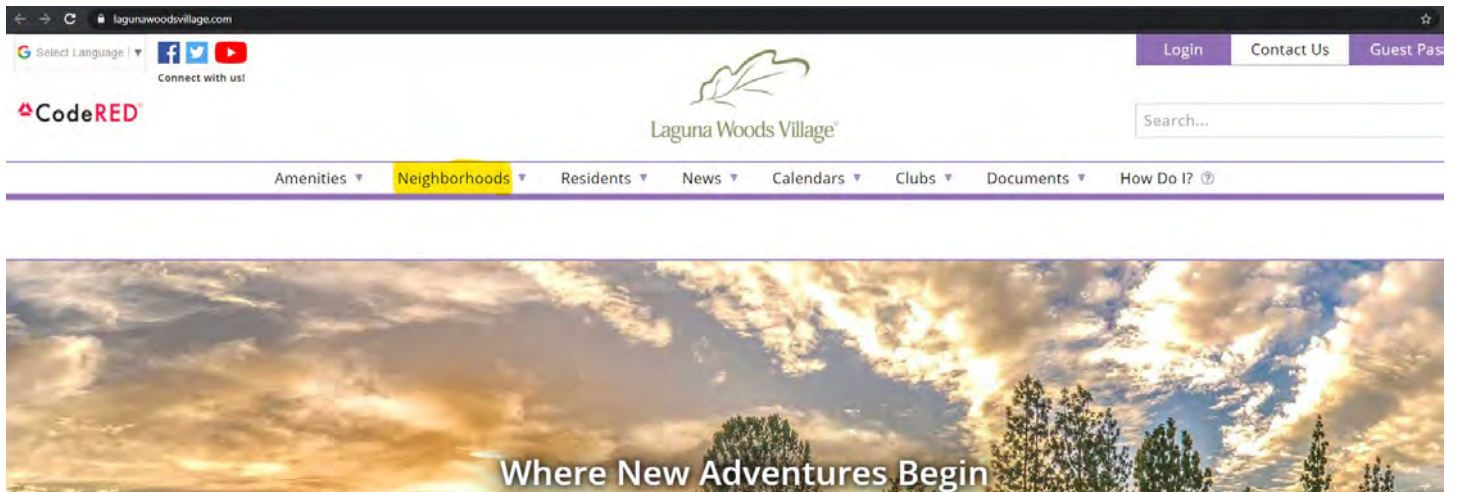 lagunawoodsvillage.com
Select Language
Connect with us!
CodeRED
Laguna Woods Village®
Login Contact Us Guest Pas
Search...
Amenities Neighborhoods Residents News Calendars Clubs Documents How Do I?
Where New Adventures Begin